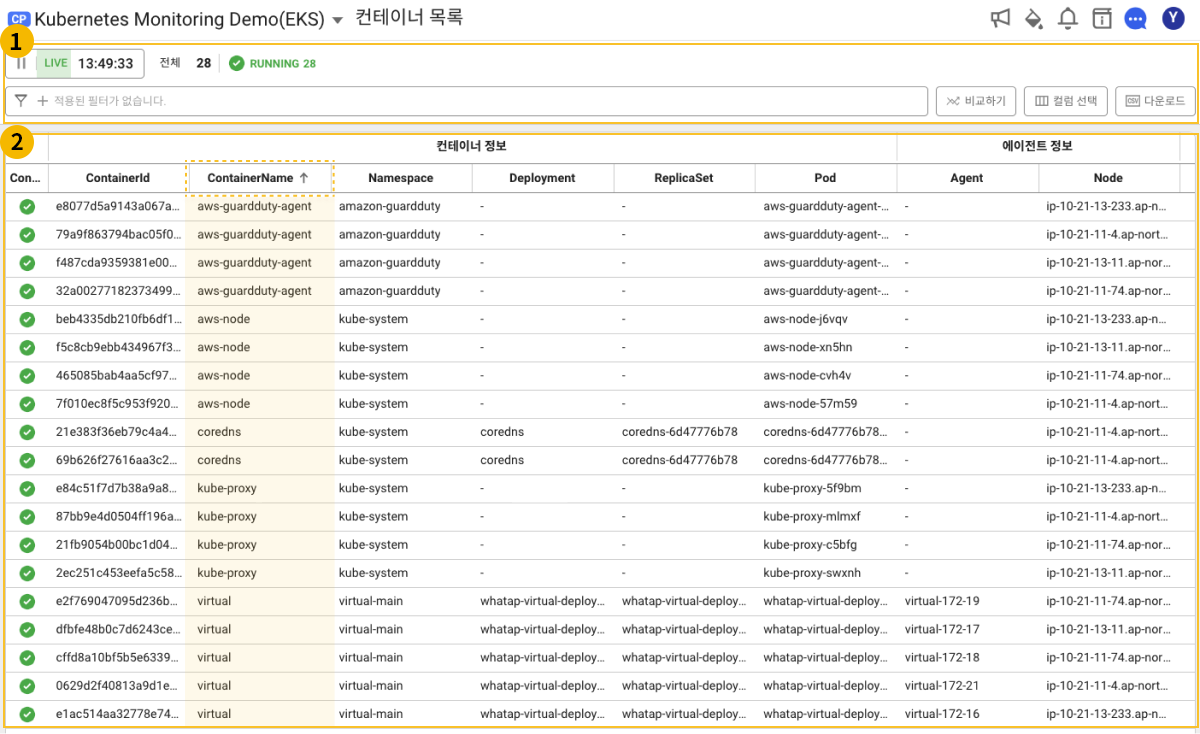 CP Kubernetes Monitoring Demo(EKS) 컨테이너 목록 Y
1
LIVE 13:49:33 전체 28 RUNNING 28
적용된 필터가 없습니다. 비교하기 컬럼 선택 CSV 다운로드
2
컨테이너 정보 에이전트 정보
Con... ContainerId ContainerName ↑ Namespace Deployment ReplicaSet Pod Agent Node
e8077d5a9143a067a... aws-guardduty-agent amazon-guardduty - - aws-guardduty-agent-... - ip-10-21-13-233.ap-n...
79a9f863794bac05f0... aws-guardduty-agent amazon-guardduty - - aws-guardduty-agent-... - ip-10-21-11-4.ap-nort...
f487cda9359381e00... aws-guardduty-agent amazon-guardduty - - aws-guardduty-agent-... - ip-10-21-13-11.ap-nor...
32a00277182373499... aws-guardduty-agent amazon-guardduty - - aws-guardduty-agent-... - ip-10-21-11-74.ap-nor...
beb4335db210fb6df1... aws-node kube-system - - aws-node-j6vqv - ip-10-21-13-233.ap-n...
f5c8cb9ebb434967f3... aws-node kube-system - - aws-node-xn5hn - ip-10-21-13-11.ap-nor...
465085bab4aa5cf97... aws-node kube-system - - aws-node-cvh4v - ip-10-21-11-74.ap-nor...
7f010ec8f5c953f920... aws-node kube-system - - aws-node-57m59 - ip-10-21-11-4.ap-nort...
21e383f36eb79c4a4... coredns kube-system coredns coredns-6d47776b78 coredns-6d47776b78... - ip-10-21-11-4.ap-nort...
69b626f27616aa3c2... coredns kube-system coredns coredns-6d47776b78 coredns-6d47776b78... - ip-10-21-11-4.ap-nort...
e84c51f7d7b38a9a8... kube-proxy kube-system - - kube-proxy-5f9bm - ip-10-21-13-233.ap-n...
87bb9e4d0504ff196a... kube-proxy kube-system - - kube-proxy-mlmxf - ip-10-21-11-4.ap-nort...
21fb9054b00bc1d04... kube-proxy kube-system - - kube-proxy-c5bfg - ip-10-21-11-74.ap-nor...
2ec251c453eefa5c58... kube-proxy kube-system - - kube-proxy-swxnh - ip-10-21-13-11.ap-nor...
e2f769047095d236b... virtual virtual-main whatap-virtual-deploy... whatap-virtual-deploy... whatap-virtual-deploy... virtual-172-19 ip-10-21-11-74.ap-nor...
dfbfe48b0c7d6243ce... virtual virtual-main whatap-virtual-deploy... whatap-virtual-deploy... whatap-virtual-deploy... virtual-172-17 ip-10-21-13-11.ap-nor...
cffd8a10bf5b5e6339... virtual virtual-main whatap-virtual-deploy... whatap-virtual-deploy... whatap-virtual-deploy... virtual-172-18 ip-10-21-11-74.ap-nor...
0629d2f40813a9d1e... virtual virtual-main whatap-virtual-deploy... whatap-virtual-deploy... whatap-virtual-deploy... virtual-172-21 ip-10-21-11-4.ap-nort...
e1ac514aa32778e74... virtual virtual-main whatap-virtual-deploy... whatap-virtual-deploy... whatap-virtual-deploy... virtual-172-16 ip-10-21-13-233.ap-n...